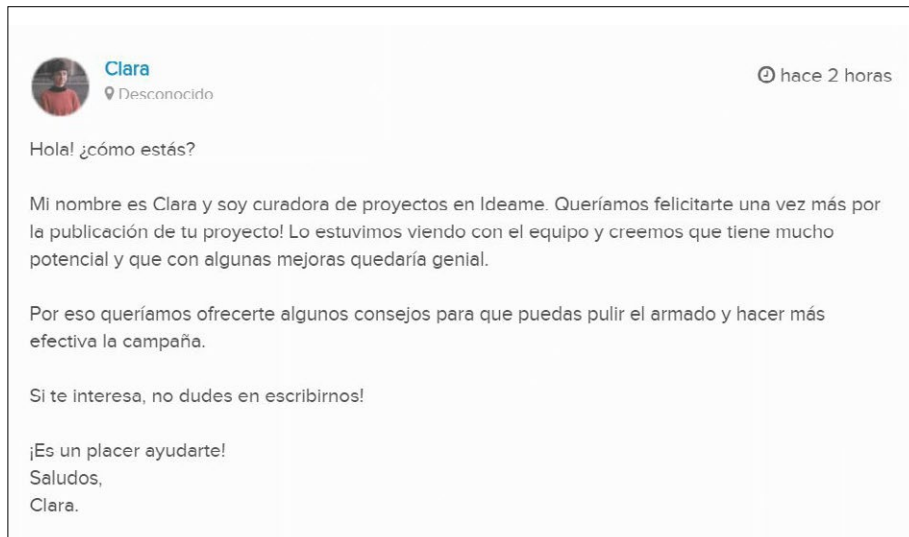 Clara
Desconocido
hace 2 horas
Hola! ¿cómo estás?
Mi nombre es Clara y soy curadora de proyectos en Ideame. Queríamos felicitarte una vez más por
la publicación de tu proyecto! Lo estuvimos viendo con el equipo y creemos que tiene mucho
potencial y que con algunas mejoras quedaría genial.
Por eso queríamos ofrecerte algunos consejos para que puedas pulir el armado y hacer más
efectiva la campaña.
Si te interesa, no dudes en escribirnos!
¡Es un placer ayudarte!
Saludos,
Clara.